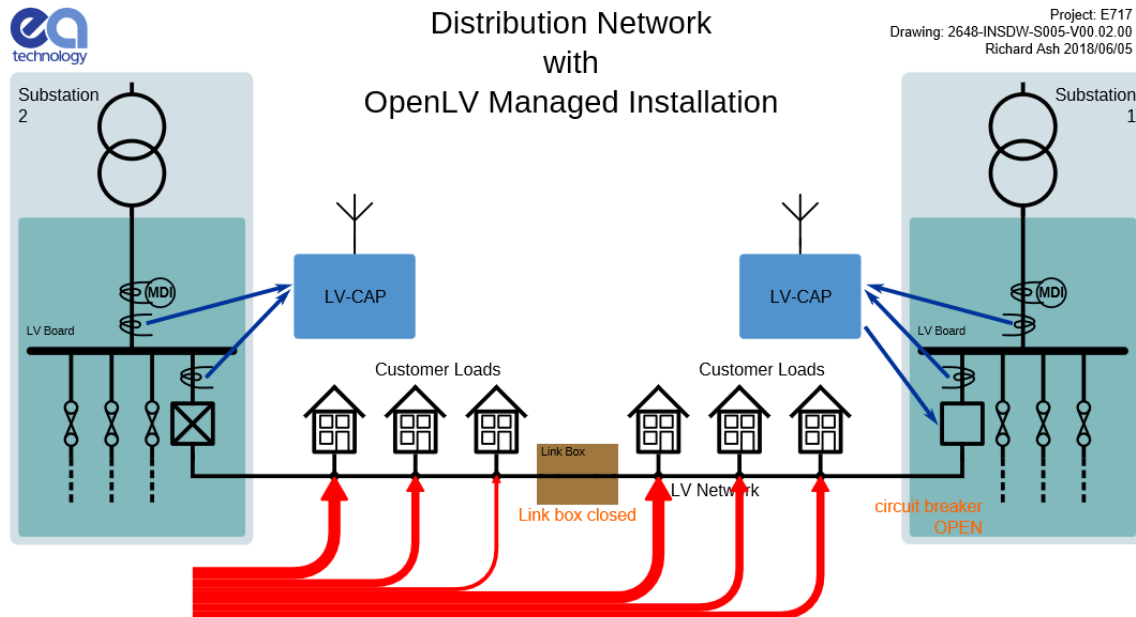 ea
technology
Distribution Network
with
OpenLV Managed Installation
Project: E717
Drawing: 2648-INSDW-S005-V00.02.00
Richard Ash 2018/06/05
Substation
2
Substation
1
MDI
LV-CAP
LV-CAP
MDI
LV Board
LV Board
Customer Loads
Customer Loads
Link Box
LV Network
Link box closed
circuit breaker
OPEN